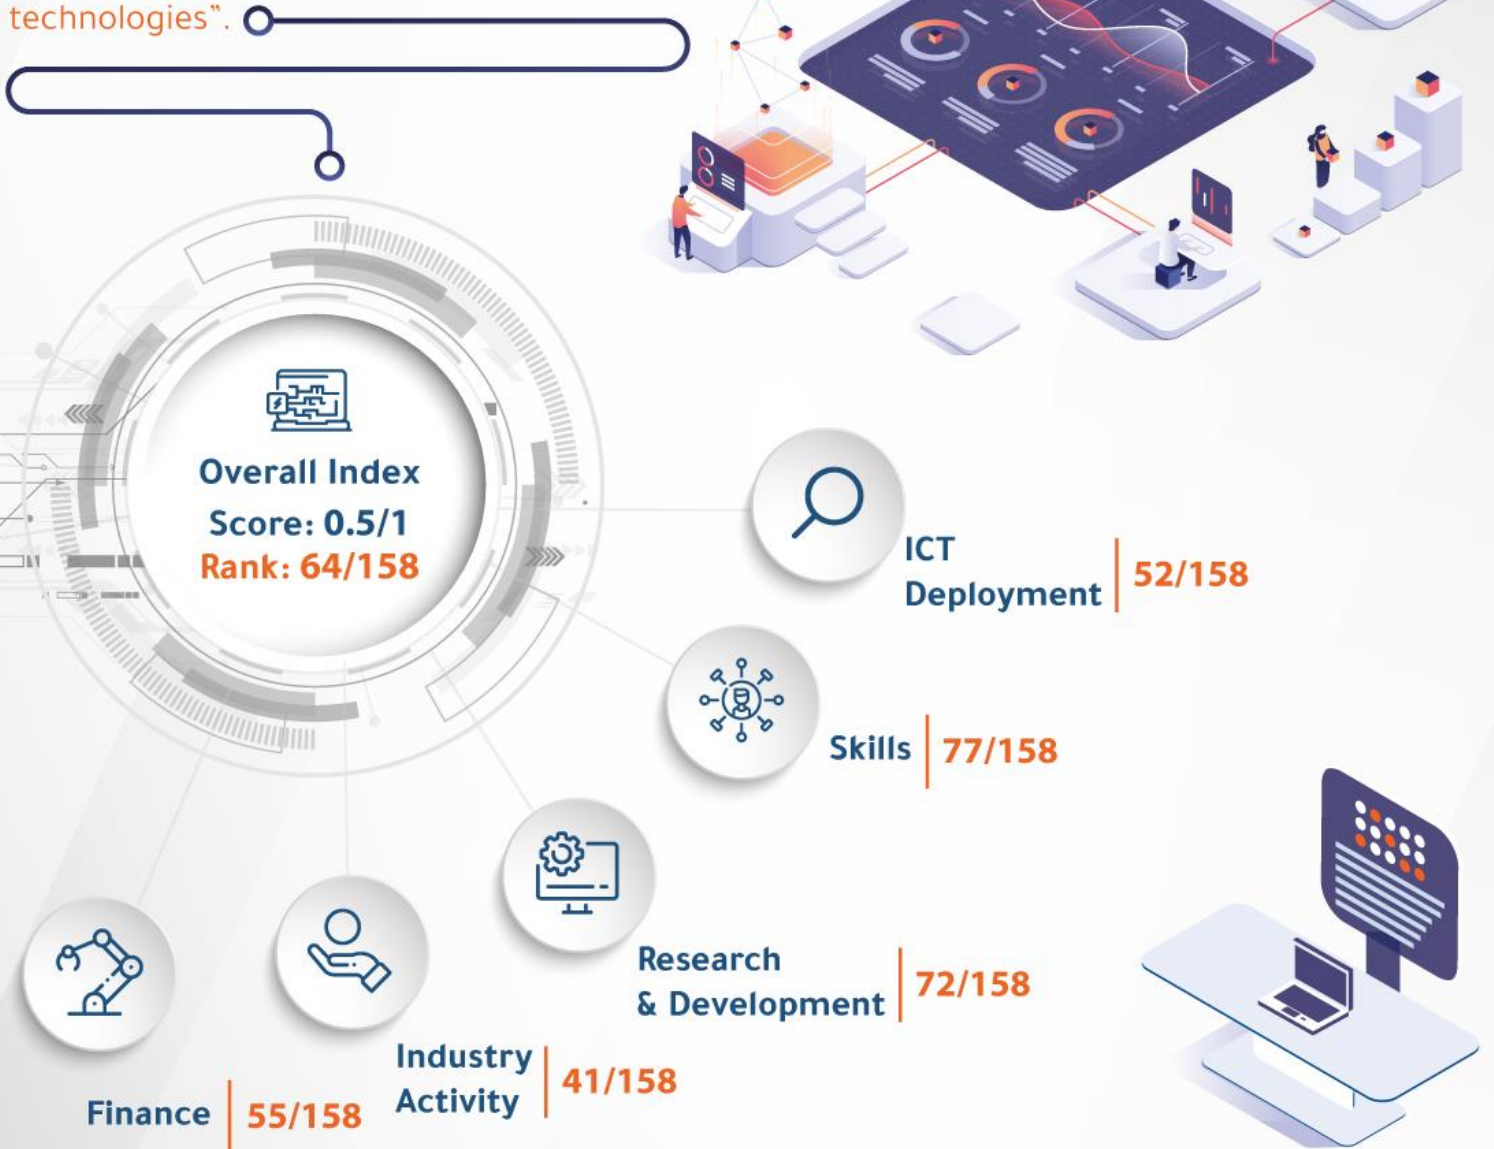 technologies”.
Overall Index
Score: 0.5/1
Rank: 64/158
ICT
Deployment
52/158
Skills
77/158
Research
& Development
72/158
Industry
Activity
41/158
Finance
55/158